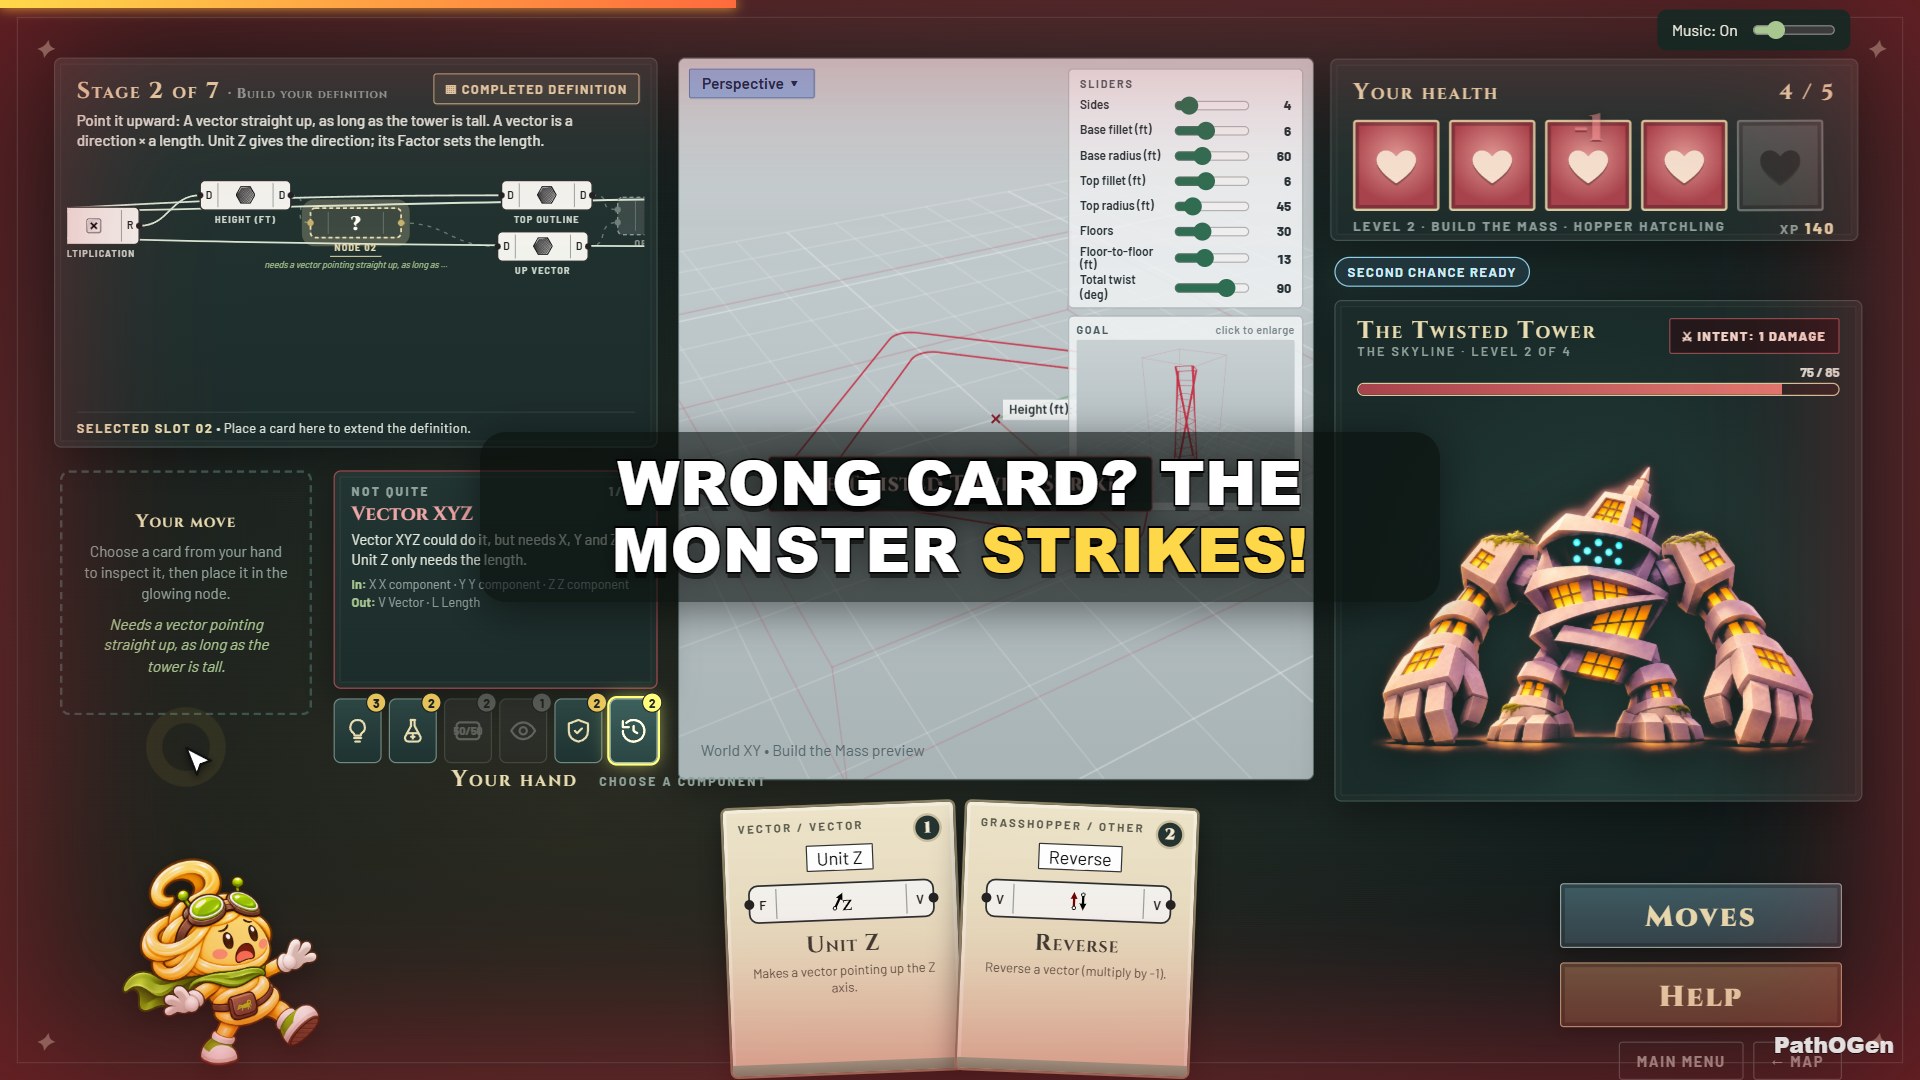 Music: On
STAGE 2 OF 7 · BUILD YOUR DEFINITION
COMPLETED DEFINITION
Point it upward: A vector straight up, as long as the tower is tall. A vector is a
direction × a length. Unit Z gives the direction; its Factor sets the length.
R
LTIPLICATION
D D
HEIGHT (FT)
?
NODE 02
needs a vector pointing straight up, as long as ...
D D
TOP OUTLINE
D D
UP VECTOR
SELECTED SLOT 02 • Place a card here to extend the definition.
YOUR MOVE
Choose a card from your hand
to inspect it, then place it in the
glowing node.
Needs a vector pointing
straight up, as long as the
tower is tall.
NOT QUITE
VECTOR XYZ
Vector XYZ could do it, but needs X, Y and Z
Unit Z only needs the length.
In: X X component · Y Y component · Z Z component
Out: V Vector · L Length
3
2
2
50/50
1
2
2
YOUR HAND
CHOOSE A COMPONENT
Perspective ▼
SLIDERS
Sides 4
Base fillet (ft) 6
Base radius (ft) 60
Top fillet (ft) 6
Top radius (ft) 45
Floors 30
Floor-to-floor
(ft) 13
Total twist
(deg) 90
GOAL
click to enlarge
Height (ft)
WRONG CARD? THE
MONSTER STRIKES!
World XY • Build the Mass preview
VECTOR / VECTOR
1
Unit Z
F Z V
UNIT Z
Makes a vector pointing up the Z
axis.
GRASSHOPPER / OTHER
2
Reverse
V V
REVERSE
Reverse a vector (multiply by -1).
YOUR HEALTH
4 / 5
-1
LEVEL 2 · BUILD THE MASS · HOPPER HATCHLING
XP 140
SECOND CHANCE READY
THE TWISTED TOWER
THE SKYLINE · LEVEL 2 OF 4
INTENT: 1 DAMAGE
75 / 85
MOVES
HELP
MAIN MENU
← MAP
PathOGen